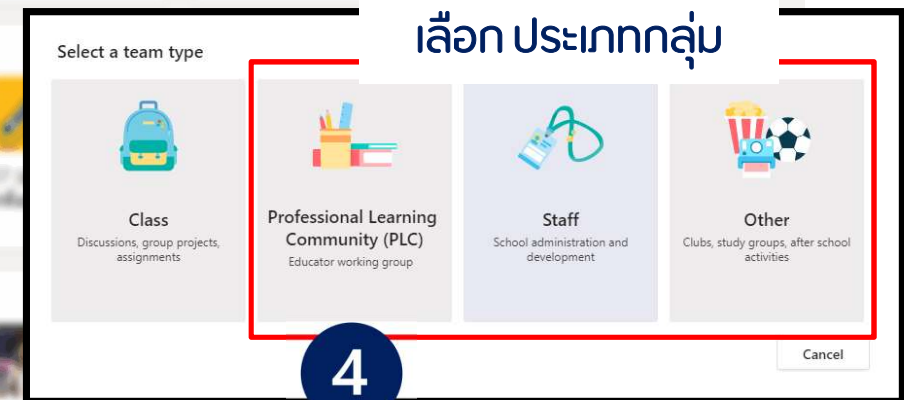 เลือก ประเภทกลุ่ม
Select a team type
Class
Discussions, group projects,
assignments
Professional Learning
Community (PLC)
Educator working group
Staff
School administration and
development
Other
Clubs, study groups, after school
activities
4
Cancel